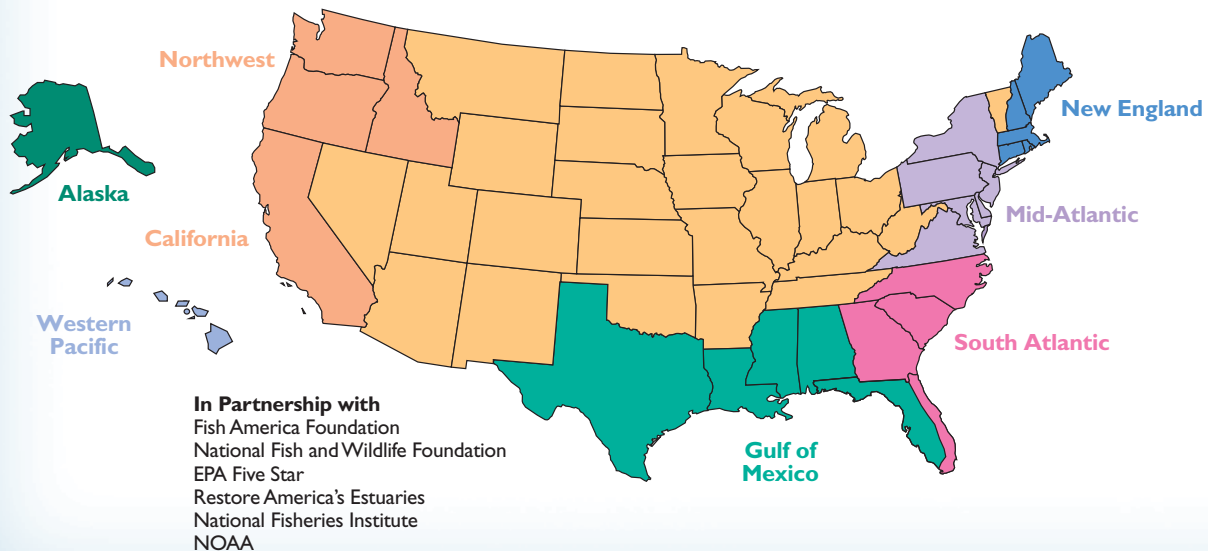 Northwest
New England
Alaska
Mid-Atlantic
California
Western
Pacific
South Atlantic
In Partnership with
Fish America Foundation
National Fish and Wildlife Foundation
EPA Five Star
Restore America's Estuaries
National Fisheries Institute
NOAA
Gulf of
Mexico